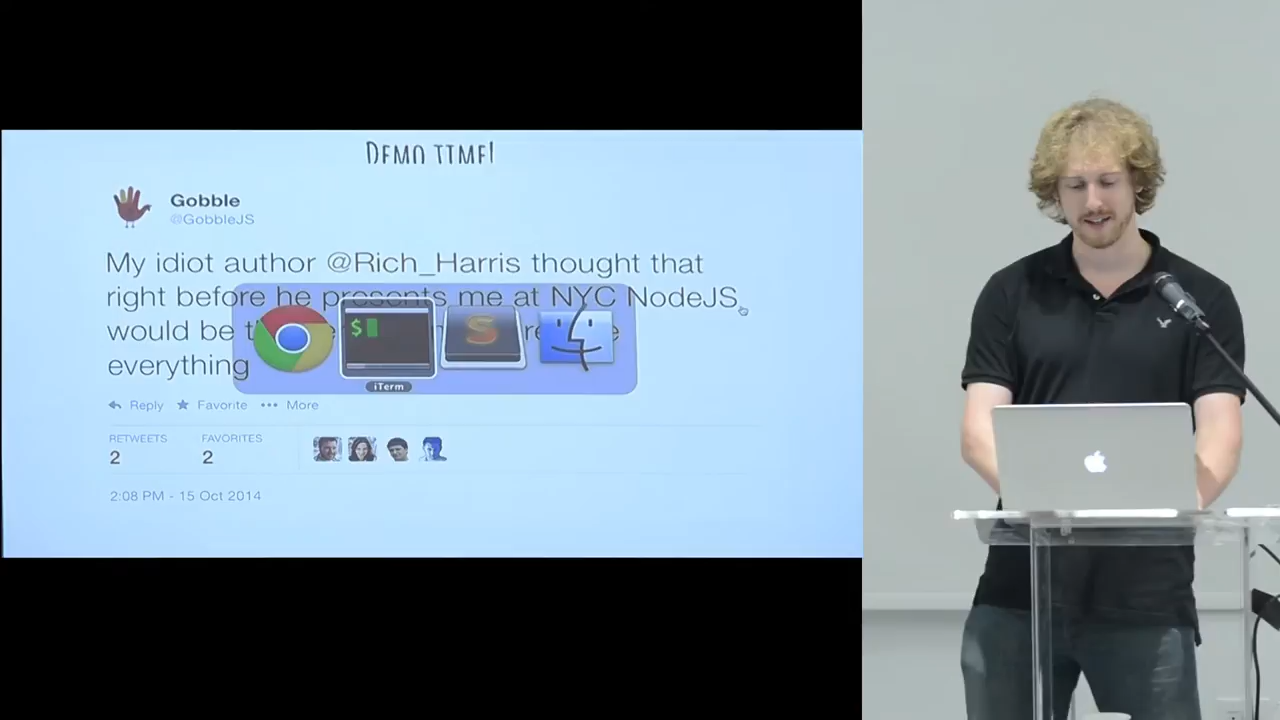 DEMO TIME!
Gobble
@GobbleJS
My idiot author @Rich_Harris thought that
right before he presents me at NYC NodeJS
would be
everything
$
S
iTerm
Reply Favorite More
RETWEETS FAVORITES
2 2
2:08 PM - 15 Oct 2014